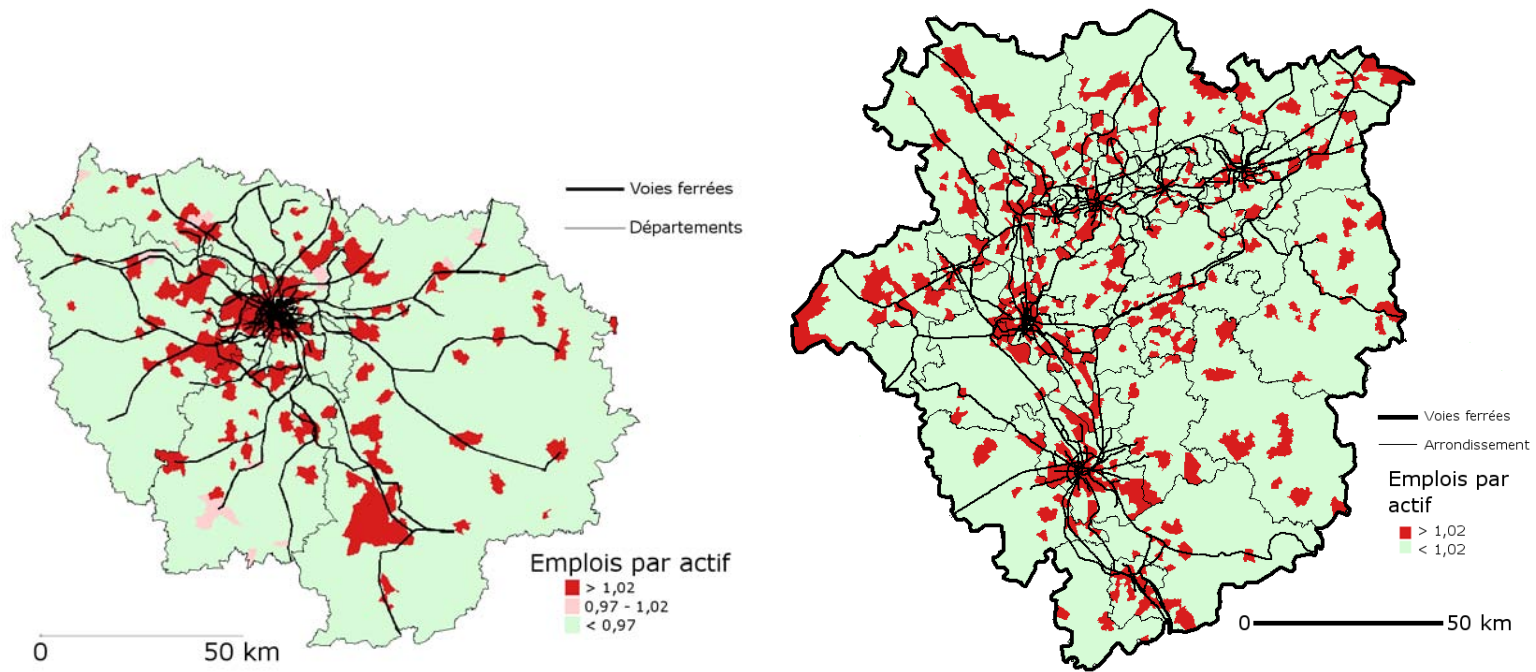 Voies ferrées
Départements
Emplois par actif
> 1,02
0,97 - 1,02
< 0,97
0 50 km
Voies ferrées
Arrondissement
Emplois par
actif
> 1,02
< 1,02
0 50 km